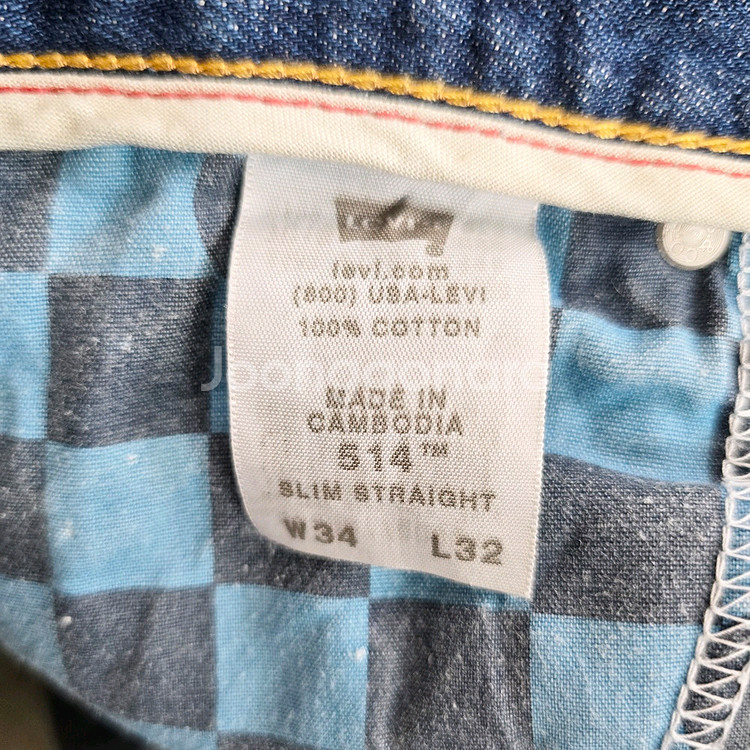 levi.com
(800) USA-LEVI
100% COTTON
MADE IN
CAMBODIA
514™
SLIM STRAIGHT
W34 L32